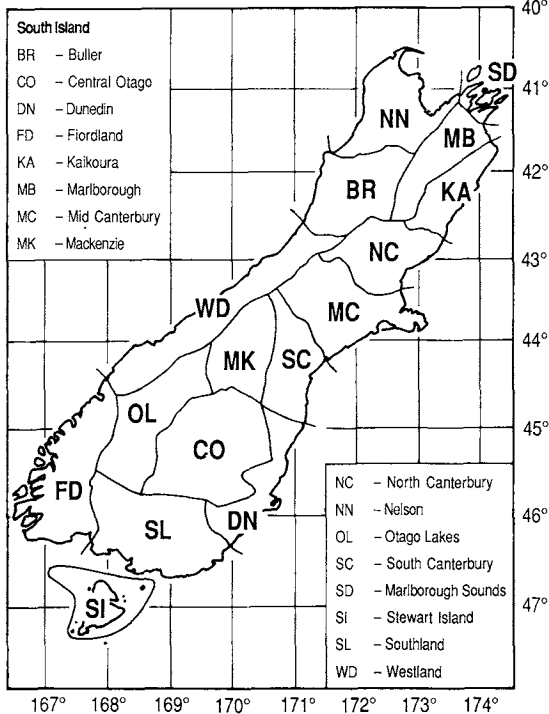 South Island
BR – Buller
CO – Central Otago
DN – Dunedin
FD – Fiordland
KA – Kaikoura
MB – Marlborough
MC – Mid Canterbury
MK – Mackenzie
40°
41°
42°
43°
44°
45°
46°
47°
SD
NN
MB
BR
KA
NC
WD
MC
MK
SC
OL
CO
FD
SL
DN
SI
NC – North Canterbury
NN – Nelson
OL – Otago Lakes
SC – South Canterbury
SD – Marlborough Sounds
SI – Stewart Island
SL – Southland
WD – Westland
167° 168° 169° 170° 171° 172° 173° 174°